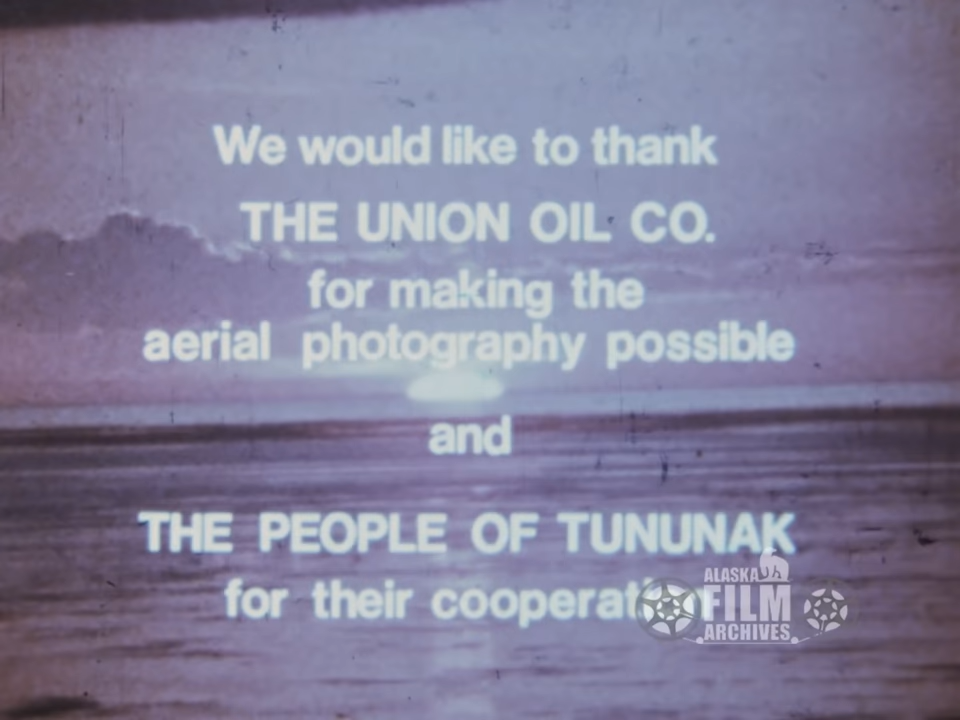 We would like to thank
THE UNION OIL CO.
for making the
aerial photography possible
and
THE PEOPLE OF TUNUNAK
for their
ALASKA
FILM
ARCHIVES